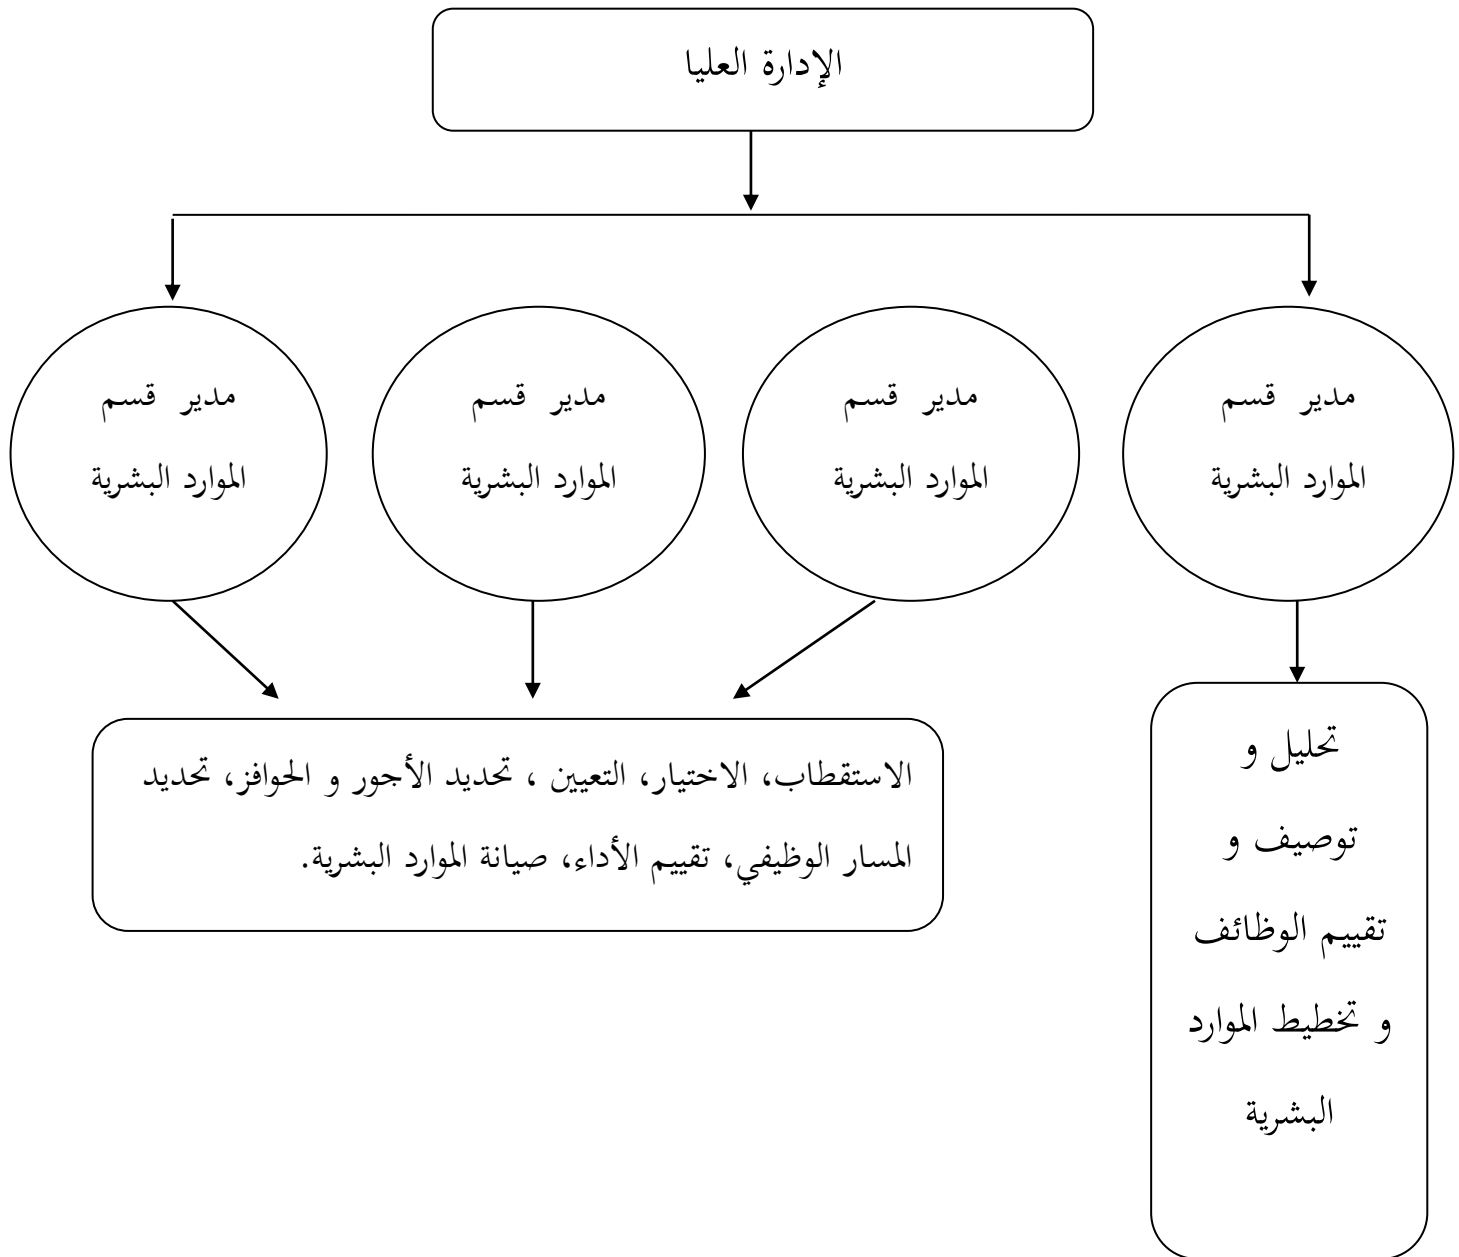 الإدارة العليا
مدير قسم
الموارد البشرية
مدير قسم
الموارد البشرية
مدير قسم
الموارد البشرية
مدير قسم
الموارد البشرية
تحليل و
توصيف و
تقييم الوظائف
و تخطيط الموارد
البشرية
الاستقطاب، الاختيار، التعيين ، تحديد الأجور و الحوافز، تحديد
المسار الوظيفي، تقييم الأداء، صيانة الموارد البشرية.